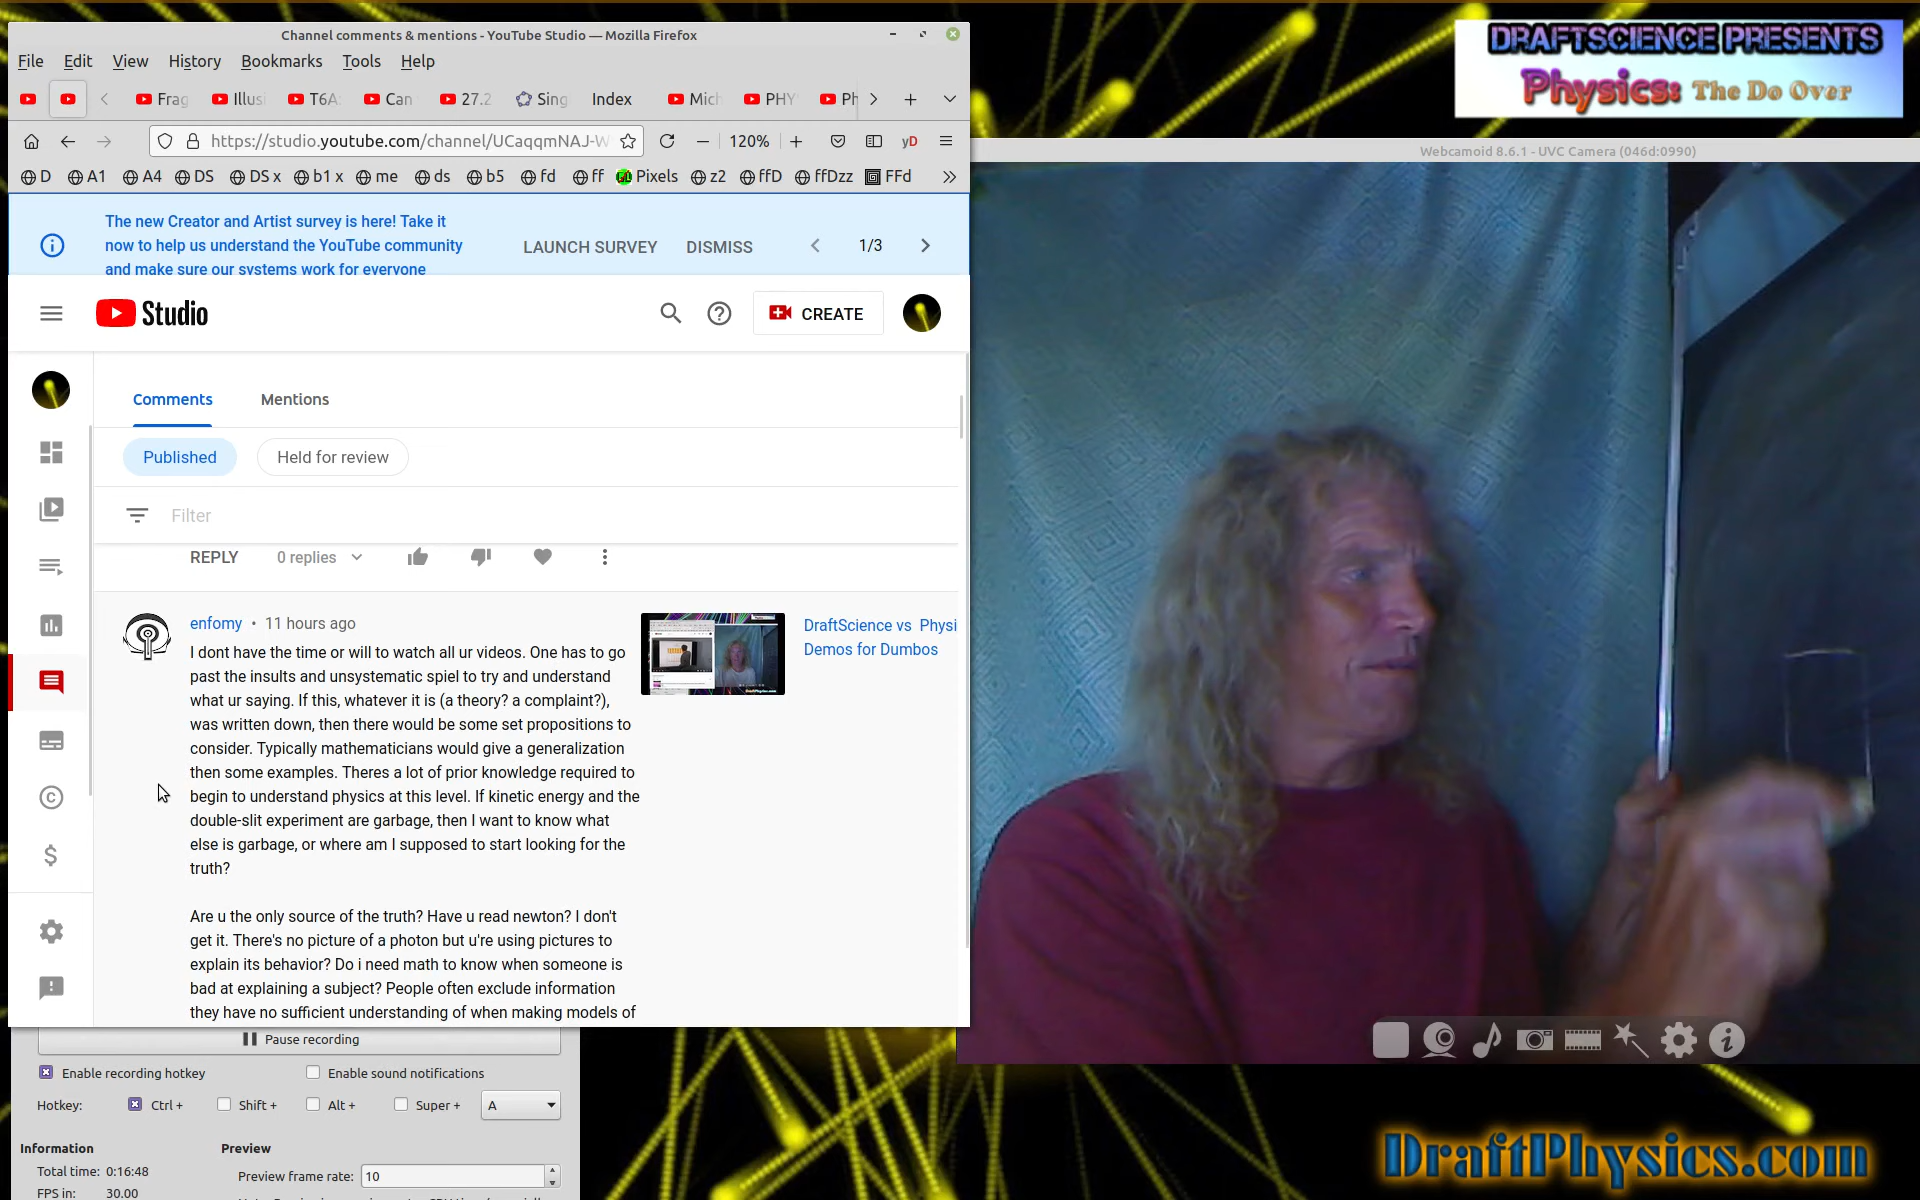 Channel comments & mentions - YouTube Studio — Mozilla Firefox
File Edit View History Bookmarks Tools Help
Frag Illus T6A Can 27.2 Sing Index Mich PHY Ph
https://studio.youtube.com/channel/UCaqqmNAJ-W 120% yD
D A1 A4 DS DS x b1 x me ds b5 fd ff Pixels z2 ffD ffDzz FFd
The new Creator and Artist survey is here! Take it
now to help us understand the YouTube community
and make sure our systems work for everyone
LAUNCH SURVEY DISMISS 1/3
Studio CREATE
Comments Mentions
Published Held for review
Filter
REPLY 0 replies
enfomy • 11 hours ago
I dont have the time or will to watch all ur videos. One has to go
past the insults and unsystematic spiel to try and understand
what ur saying. If this, whatever it is (a theory? a complaint?),
was written down, then there would be some set propositions to
consider. Typically mathematicians would give a generalization
then some examples. Theres a lot of prior knowledge required to
begin to understand physics at this level. If kinetic energy and the
double-slit experiment are garbage, then I want to know what
else is garbage, or where am I supposed to start looking for the
truth?
Are u the only source of the truth? Have u read newton? I don't
get it. There's no picture of a photon but u're using pictures to
explain its behavior? Do i need math to know when someone is
bad at explaining a subject? People often exclude information
they have no sufficient understanding of when making models of
DraftScience vs Physi
Demos for Dumbos
Pause recording
Enable recording hotkey Enable sound notifications
Hotkey: Ctrl + Shift + Alt + Super + A
Information Preview
Total time: 0:16:48 Preview frame rate: 10
FPS in: 30.00
DRAFTSCIENCE PRESENTS
Physics: The Do Over
Webcamoid 8.6.1 - UVC Camera (046d:0990)
DraftPhysics.com